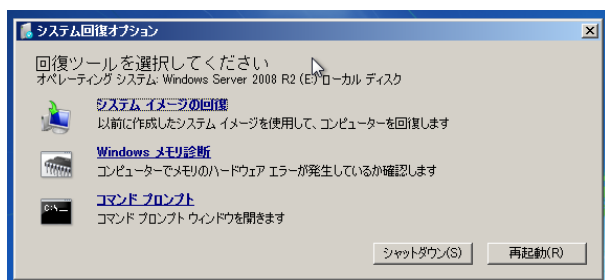 システム回復オプション
回復ツールを選択してください
オペレーティング システム: Windows Server 2008 R2 (E:) ローカル ディスク
システム イメージの回復
以前に作成したシステム イメージを使用して、コンピューターを回復します
Windows メモリ診断
コンピューターでメモリのハードウェア エラーが発生しているか確認します
C:\_
コマンド プロンプト
コマンド プロンプト ウィンドウを開きます
シャットダウン(S)
再起動(R)